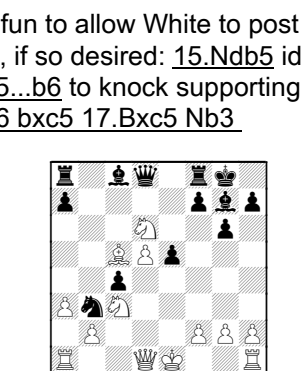 fun to allow White to post
, if so desired: 15.Ndb5 id
5...b6 to knock supporting
6 bxc5 17.Bxc5 Nb3